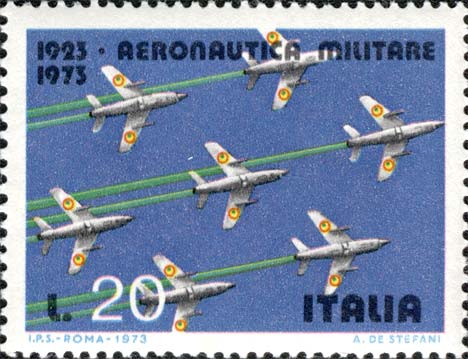 1923 · AERONAUTICA MILITARE
1973
L. 20 ITALIA
I.P.S.-ROMA-1973 A. DE STEFANI